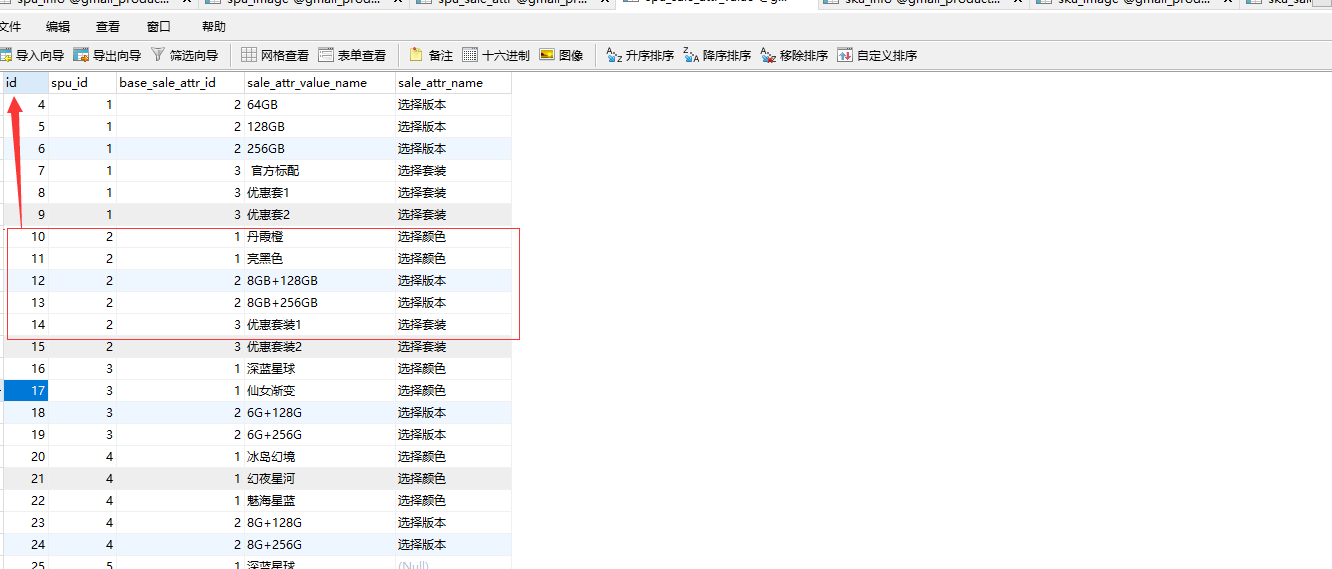 spu_info @gmall_product... spu_image @gmall_prod... spu_sale_attr @gmall_pr... spu_sale_attr_value @g... sku_info @gmall_product... sku_image @gmall_prod...
文件 编辑 查看 窗口 帮助
导入向导 导出向导 筛选向导 网格查看 表单查看 备注 十六进制 图像 升序排序 降序排序 移除排序 自定义排序
id spu_id base_sale_attr_id sale_attr_value_name sale_attr_name
4 1 2 64GB 选择版本
5 1 2 128GB 选择版本
6 1 2 256GB 选择版本
7 1 3 官方标配 选择套装
8 1 3 优惠套1 选择套装
9 1 3 优惠套2 选择套装
10 2 1 丹霞橙 选择颜色
11 2 1 亮黑色 选择颜色
12 2 2 8GB+128GB 选择版本
13 2 2 8GB+256GB 选择版本
14 2 3 优惠套装1 选择套装
15 2 3 优惠套装2 选择套装
16 3 1 深蓝星球 选择颜色
17 3 1 仙女渐变 选择颜色
18 3 2 6G+128G 选择版本
19 3 2 6G+256G 选择版本
20 4 1 冰岛幻境 选择颜色
21 4 1 幻夜星河 选择颜色
22 4 1 魅海星蓝 选择颜色
23 4 2 8G+128G 选择版本
24 4 2 8G+256G 选择版本
25 5 1 深蓝星球 (Null)